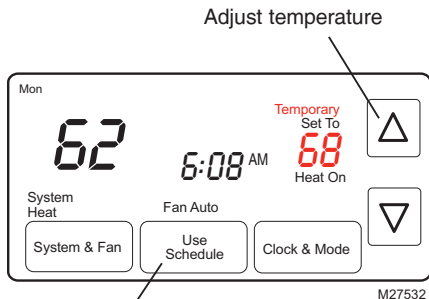 Adjust temperature
Mon
Temporary
Set To
62
6:08 AM
68
Heat On
System
Heat
Fan Auto
System & Fan
Use
Schedule
Clock & Mode
M27532